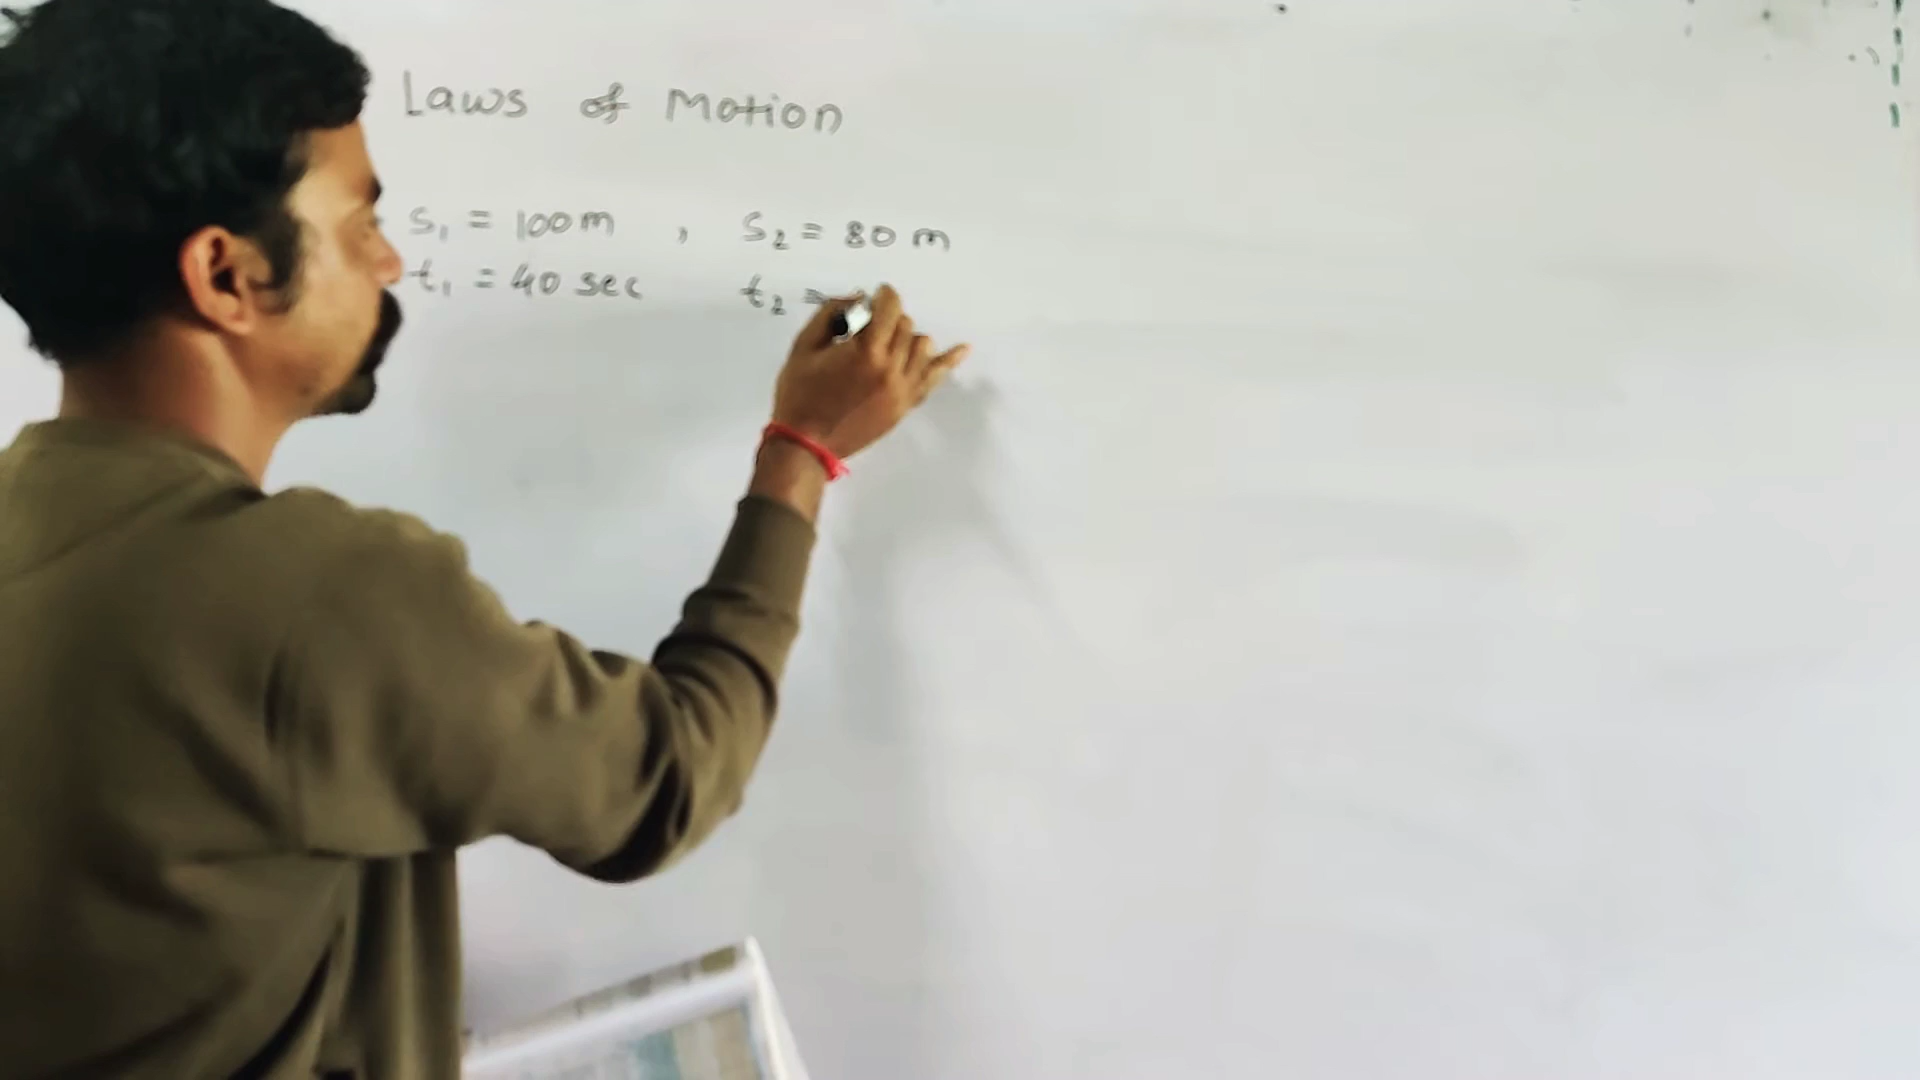 Laws of Motion
S₁ = 100m , S₂ = 80 m
t₁ = 40 sec t₂ =